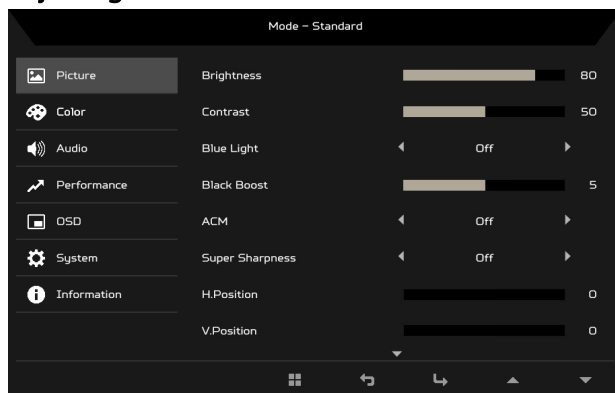 Mode – Standard
Picture
Brightness 80
Color
Contrast 50
Audio
Blue Light Off
Performance
Black Boost 5
OSD
ACM Off
System
Super Sharpness Off
Information
H.Position 0
V.Position 0